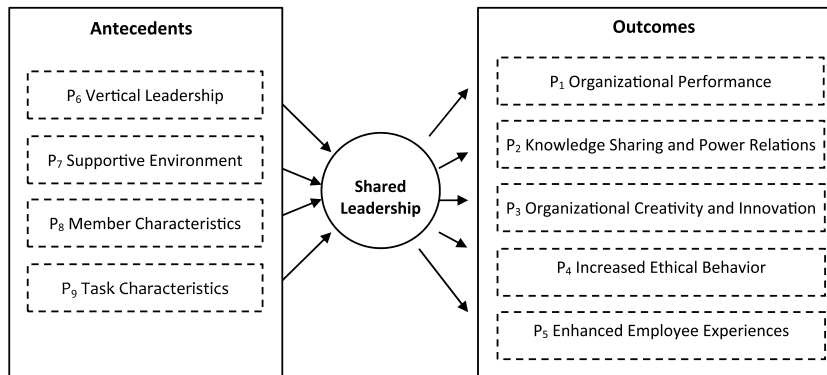 Antecedents
P₆ Vertical Leadership
P₇ Supportive Environment
P₈ Member Characteristics
P₉ Task Characteristics
Shared
Leadership
Outcomes
P₁ Organizational Performance
P₂ Knowledge Sharing and Power Relations
P₃ Organizational Creativity and Innovation
P₄ Increased Ethical Behavior
P₅ Enhanced Employee Experiences